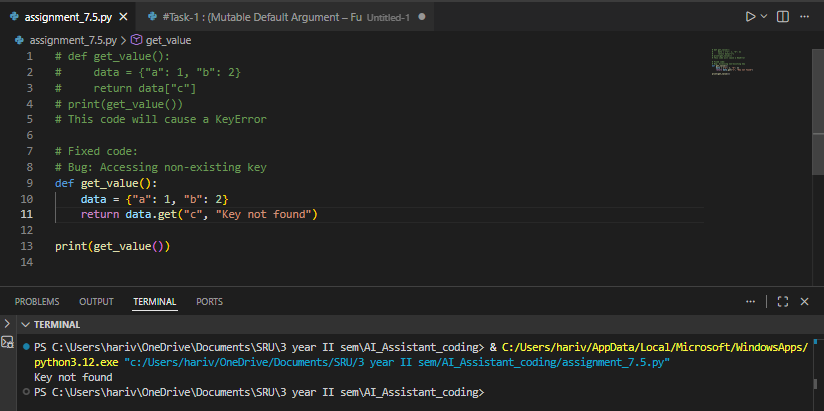 assignment_7.5.py
#Task-1 : (Mutable Default Argument – Fu Untitled-1
assignment_7.5.py > get_value
1 # def get_value():
2 #     data = {"a": 1, "b": 2}
3 #     return data["c"]
4 # print(get_value())
5 # This code will cause a KeyError
6
7 # Fixed code:
8 # Bug: Accessing non-existing key
9 def get_value():
10     data = {"a": 1, "b": 2}
11     return data.get("c", "Key not found")
12
13 print(get_value())
14
PROBLEMS OUTPUT TERMINAL PORTS
TERMINAL
PS C:\Users\hariv\OneDrive\Documents\SRU\3 year II sem\AI_Assistant_coding> & C:/Users/hariv/AppData/Local/Microsoft/WindowsApps/
python3.12.exe "c:/Users/hariv/OneDrive/Documents/SRU/3 year II sem/AI_Assistant_coding/assignment_7.5.py"
Key not found
PS C:\Users\hariv\OneDrive\Documents\SRU\3 year II sem\AI_Assistant_coding>